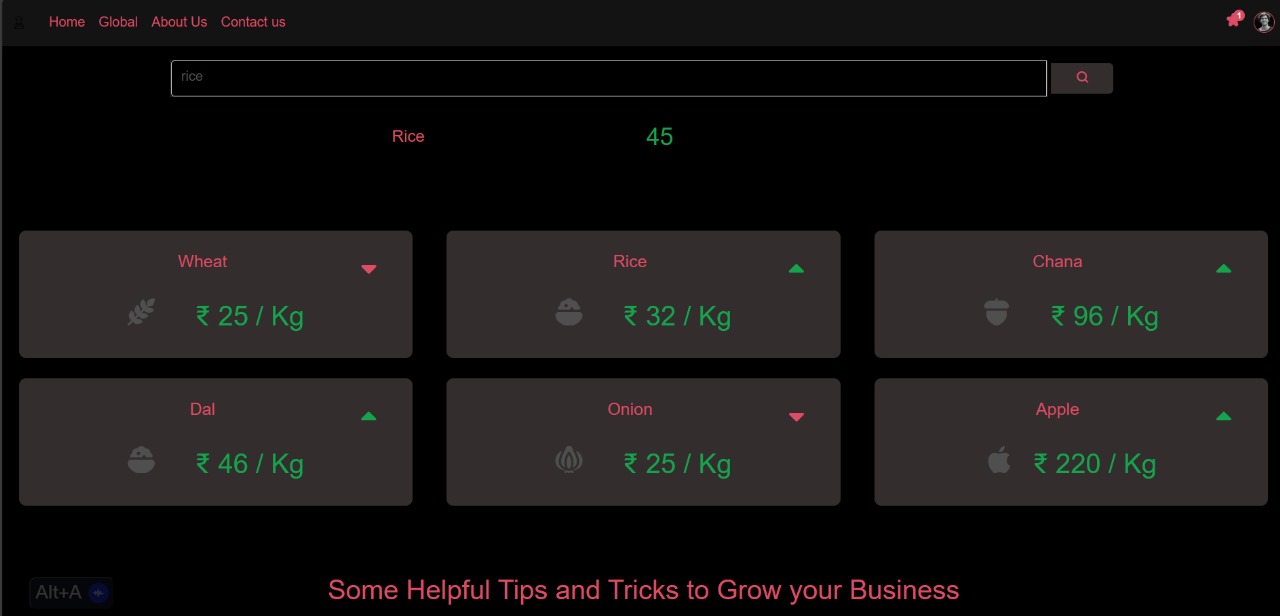 Home Global About Us Contact us
1
rice
Rice 45
Wheat
₹ 25 / Kg
Rice
₹ 32 / Kg
Chana
₹ 96 / Kg
Dal
₹ 46 / Kg
Onion
₹ 25 / Kg
Apple
₹ 220 / Kg
Alt+A
Some Helpful Tips and Tricks to Grow your Business